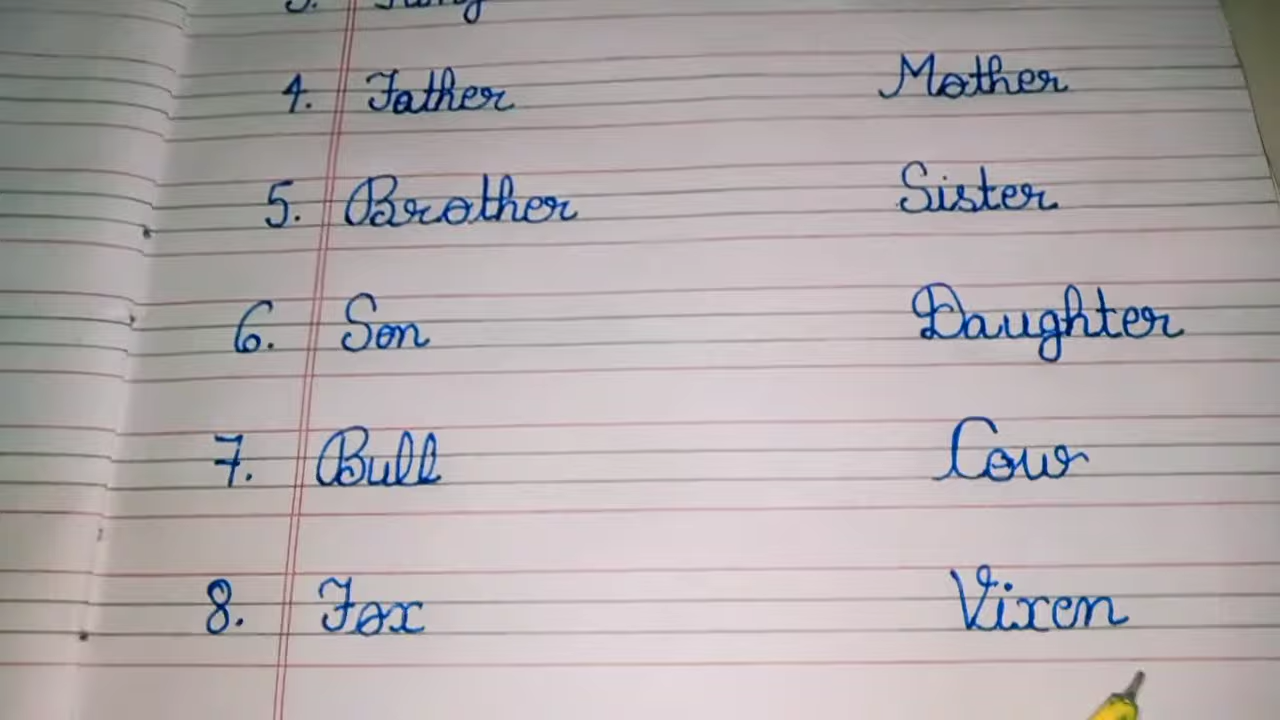 4. Father Mother
5. Brother Sister
6. Son Daughter
7. Bull Cow
8. Fox Vixen